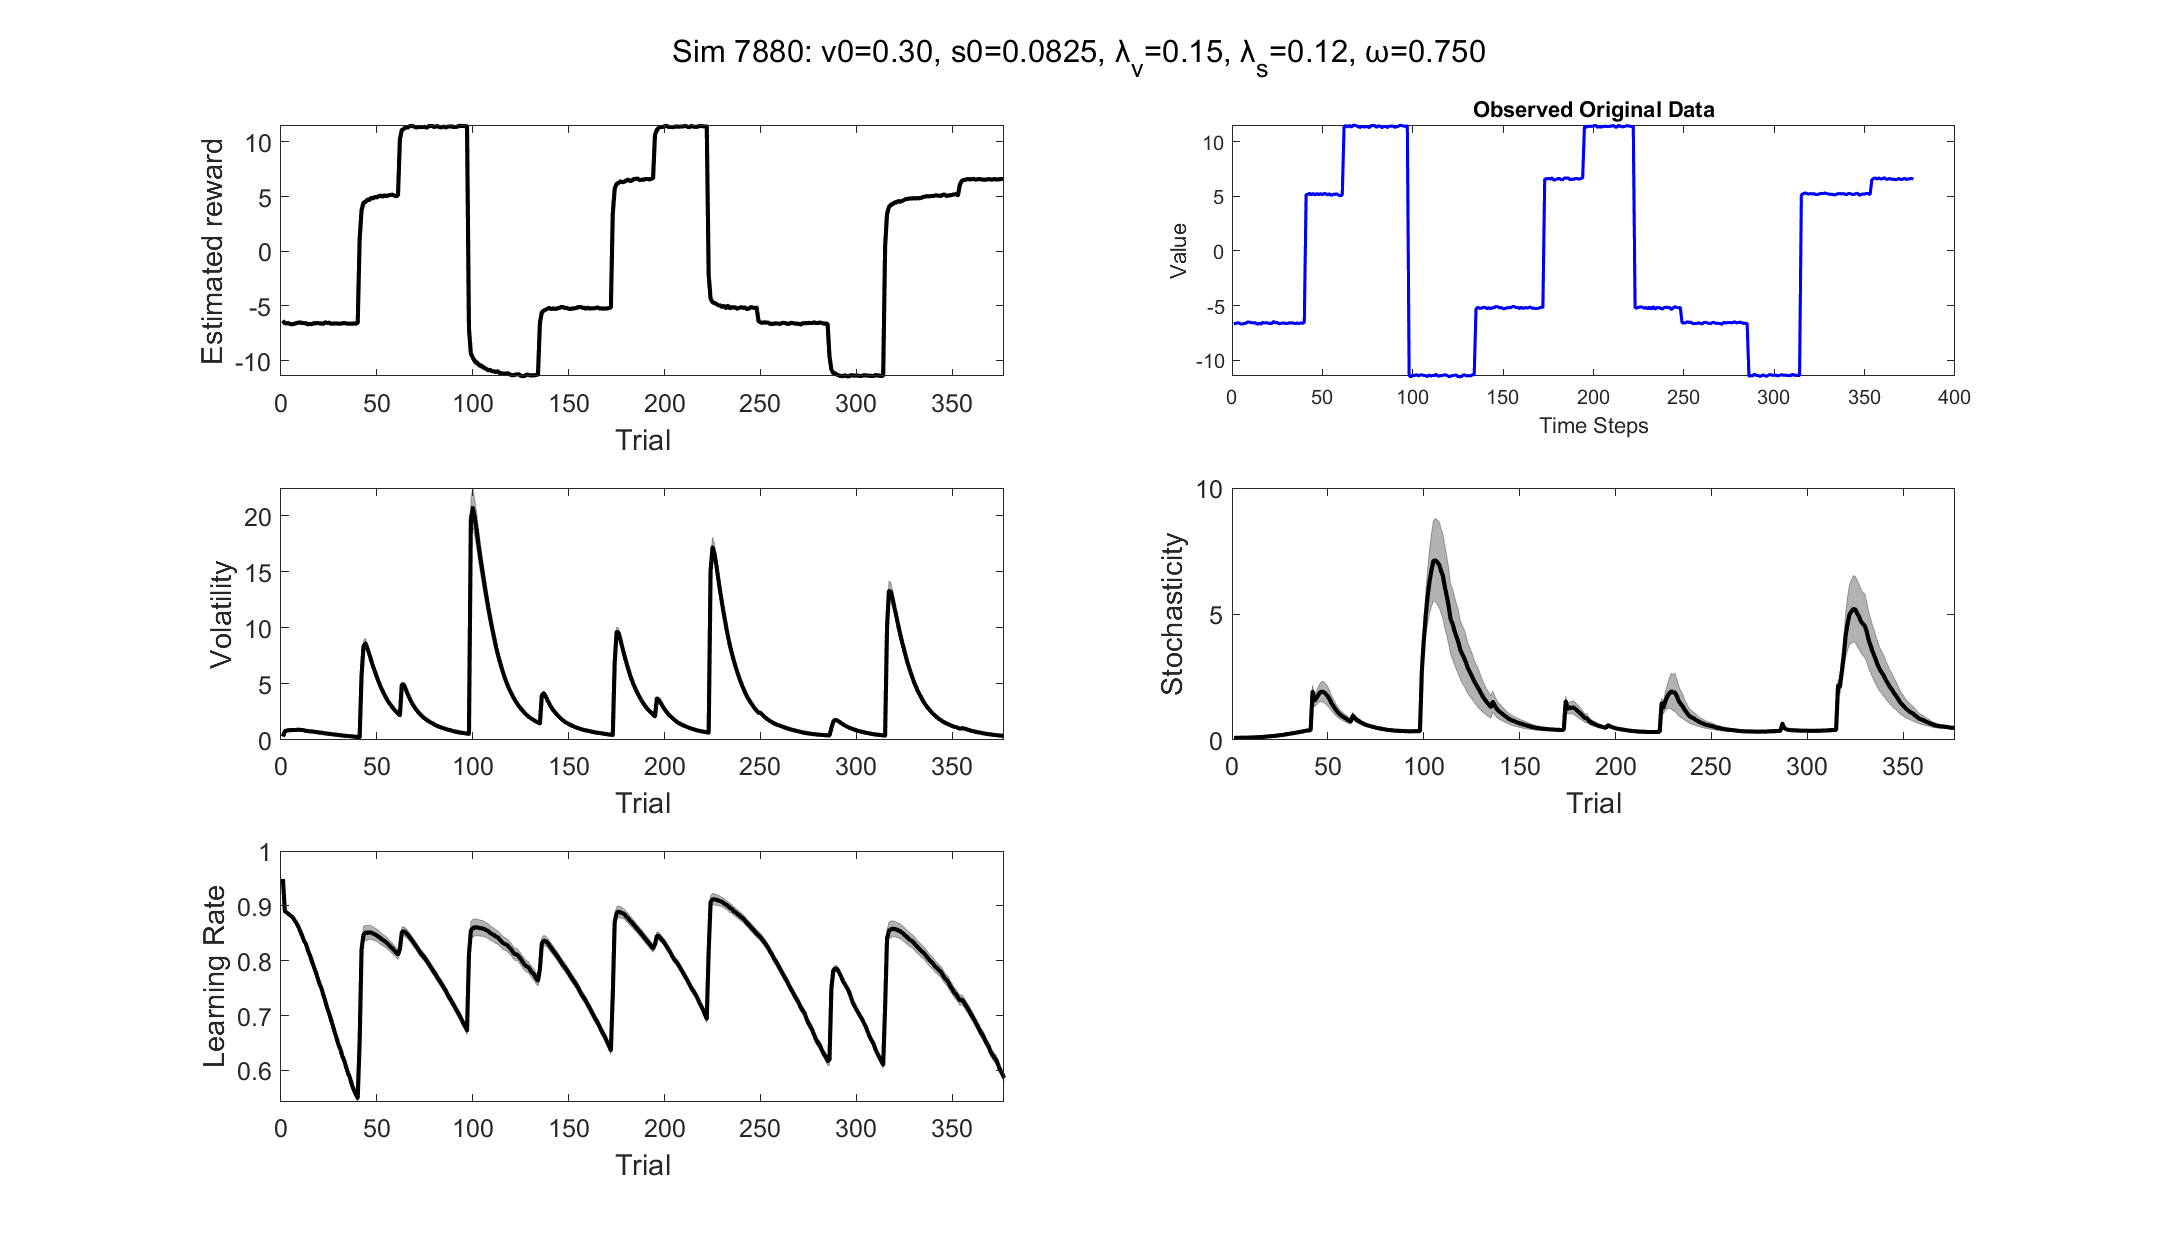 Sim 7880: v0=0.30, s0=0.0825, λ_v=0.15, λ_s=0.12, ω=0.750
Estimated reward
10
5
0
-5
-10
0 50 100 150 200 250 300 350
Trial
Observed Original Data
Value
10
5
0
-5
-10
0 50 100 150 200 250 300 350 400
Time Steps
Volatility
20
15
10
5
0
0 50 100 150 200 250 300 350
Trial
Stochasticity
10
5
0
0 50 100 150 200 250 300 350
Trial
Learning Rate
1
0.9
0.8
0.7
0.6
0 50 100 150 200 250 300 350
Trial